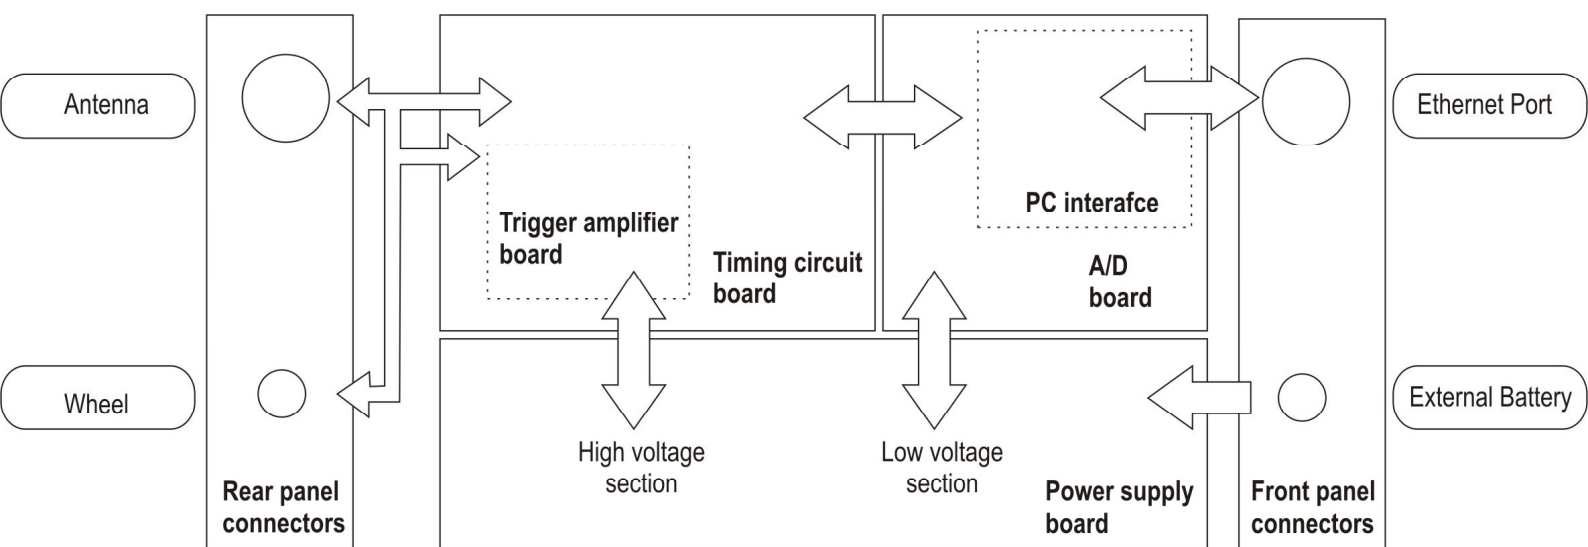 Antenna
Ethernet Port
PC interafce
Trigger amplifier
board
Timing circuit
board
A/D
board
Wheel
External Battery
High voltage
section
Low voltage
section
Rear panel
connectors
Power supply
board
Front panel
connectors